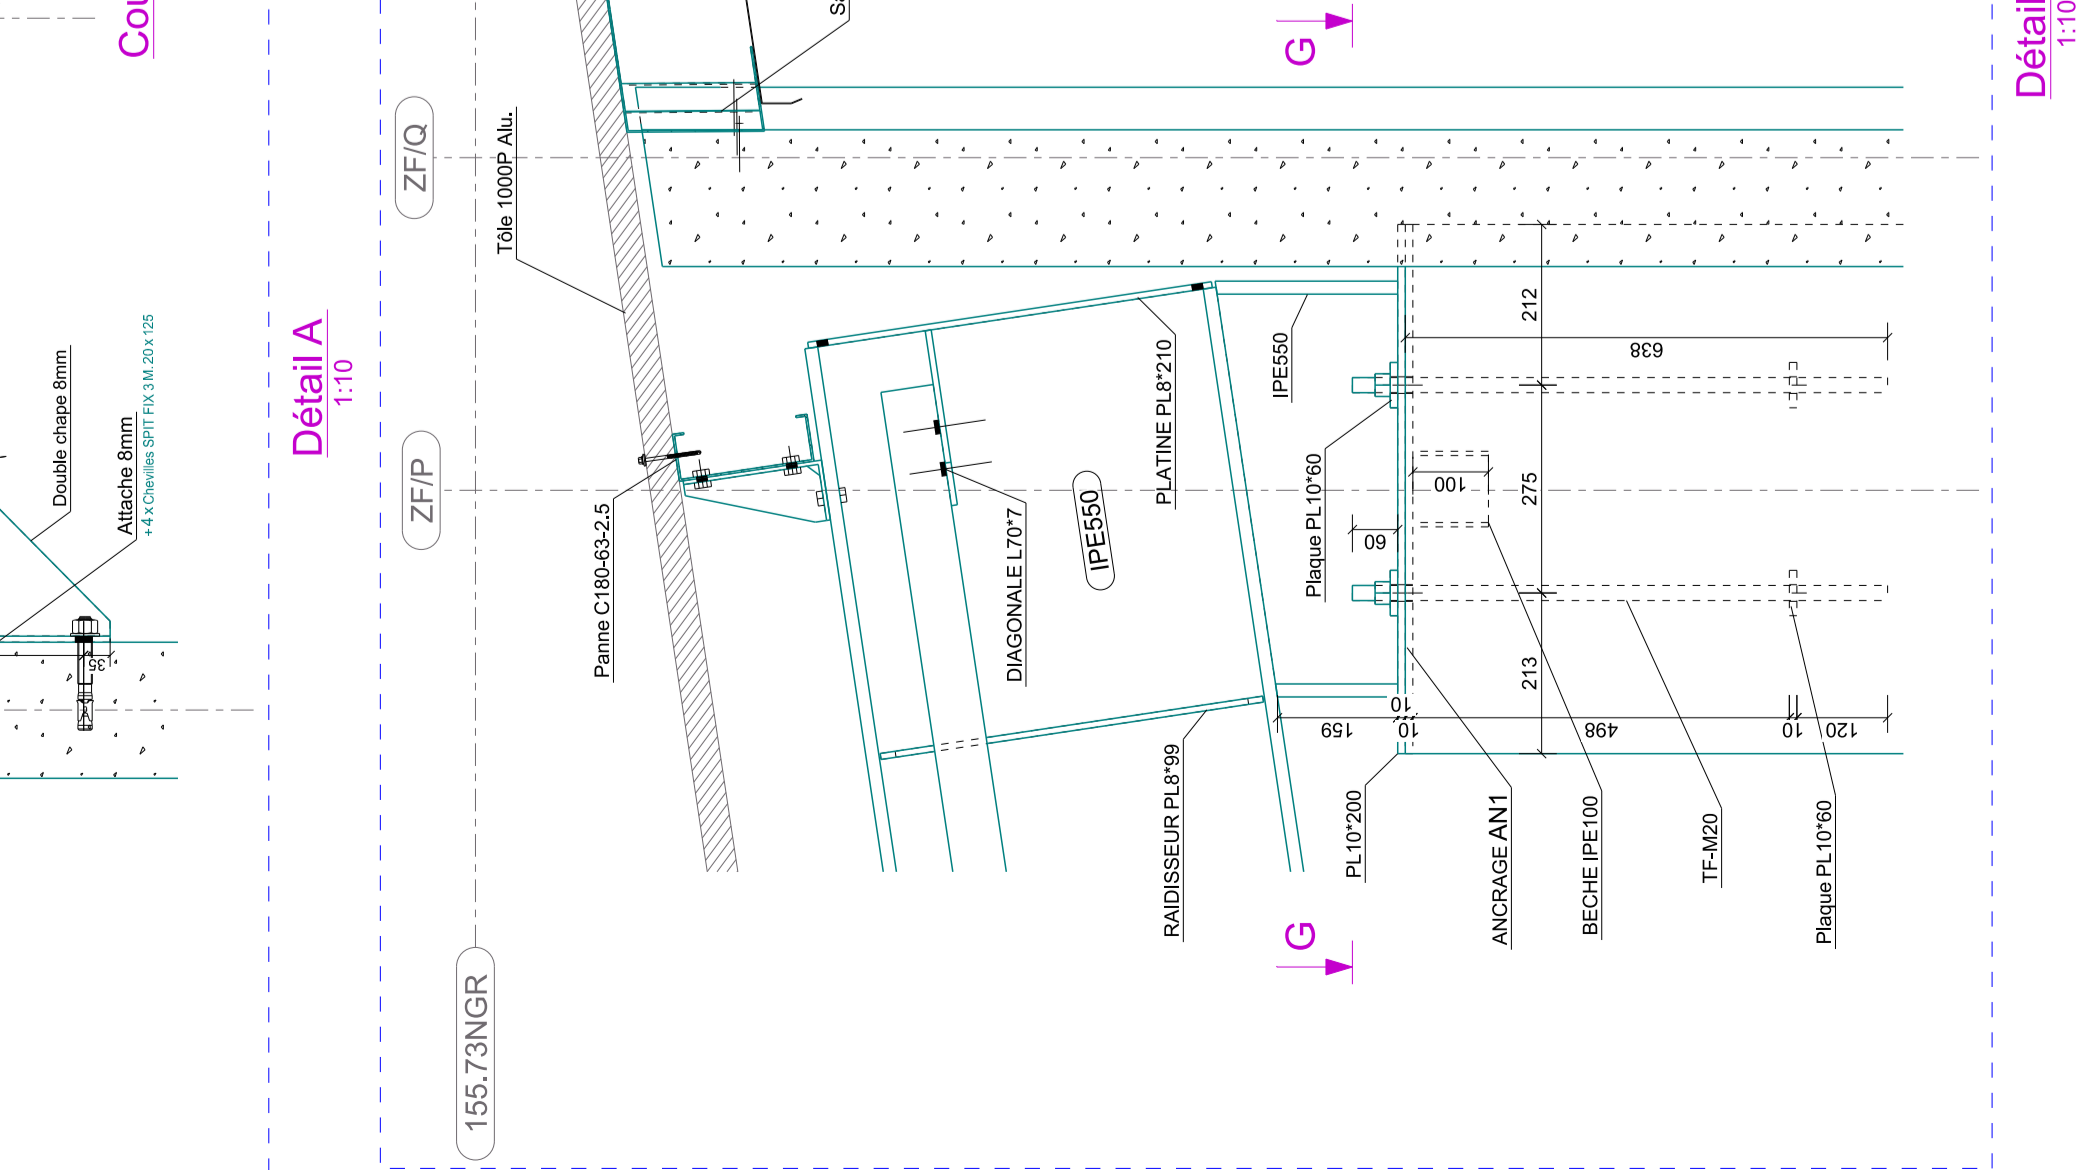 Cou
Double chape 8mm
Attache 8mm
+4 x Chevilles SPIT FIX 3 M.20 x 125
35
Détail A
1:10
ZF/Q
ZF/P
155.73NGR
Tôle 1000P Alu.
Panne C180-63-2.5
Sa
DIAGONALE L70*7
IPE550
PLATINE PL8*210
RAIDISSEUR PL8*99
IPE550
G
G
Plaque PL10*60
60
100
638
212
275
213
159
10
10
498
10
120
PL10*200
ANCRAGE AN1
BECHE IPE100
TF-M20
Plaque PL10*60
Détail
1:10